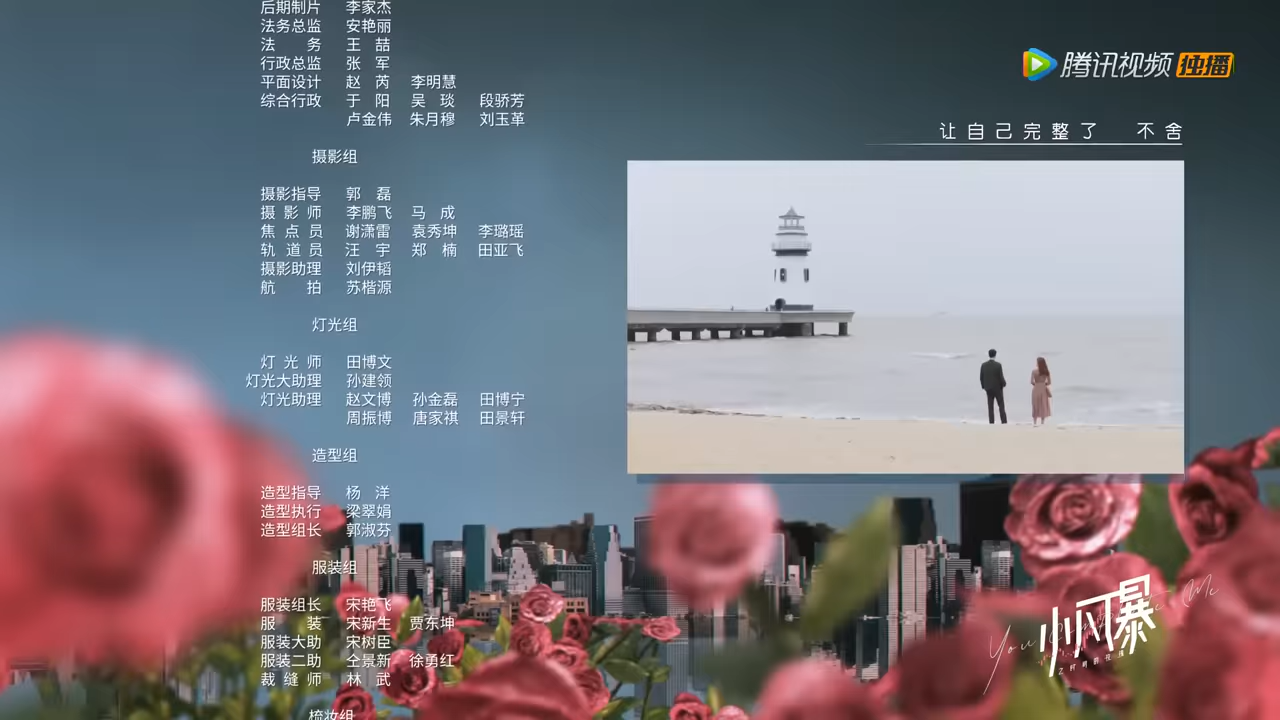 后期制片 李家杰
法务总监 安艳丽
法务 王喆
行政总监 张军
平面设计 赵芮 李明慧
综合行政 于阳 吴琰 段骄芳
卢金伟 朱月穆 刘玉革
摄影组
摄影指导 郭磊
摄影师 李鹏飞 马成
焦点员 谢潇雷 袁秀坤 李璐瑶
轨道员 汪宇 郑楠 田亚飞
摄影助理 刘伊韬
航拍 苏楷源
灯光组
灯光师 田博文
灯光大助理 孙建领
灯光助理 赵文博 孙金磊 田博宁
周振博 唐家祺 田景轩
造型组
造型指导 杨洋
造型执行 梁翠娟
造型组长 郭淑芬
服装组
服装组长 宋艳飞
服装 宋新生 贾东坤
服装大助 宋树臣
服装二助 仝景新 徐勇红
裁缝师 林武
梳妆组
腾讯视频 独播
让自己完整了 不舍
小风暴